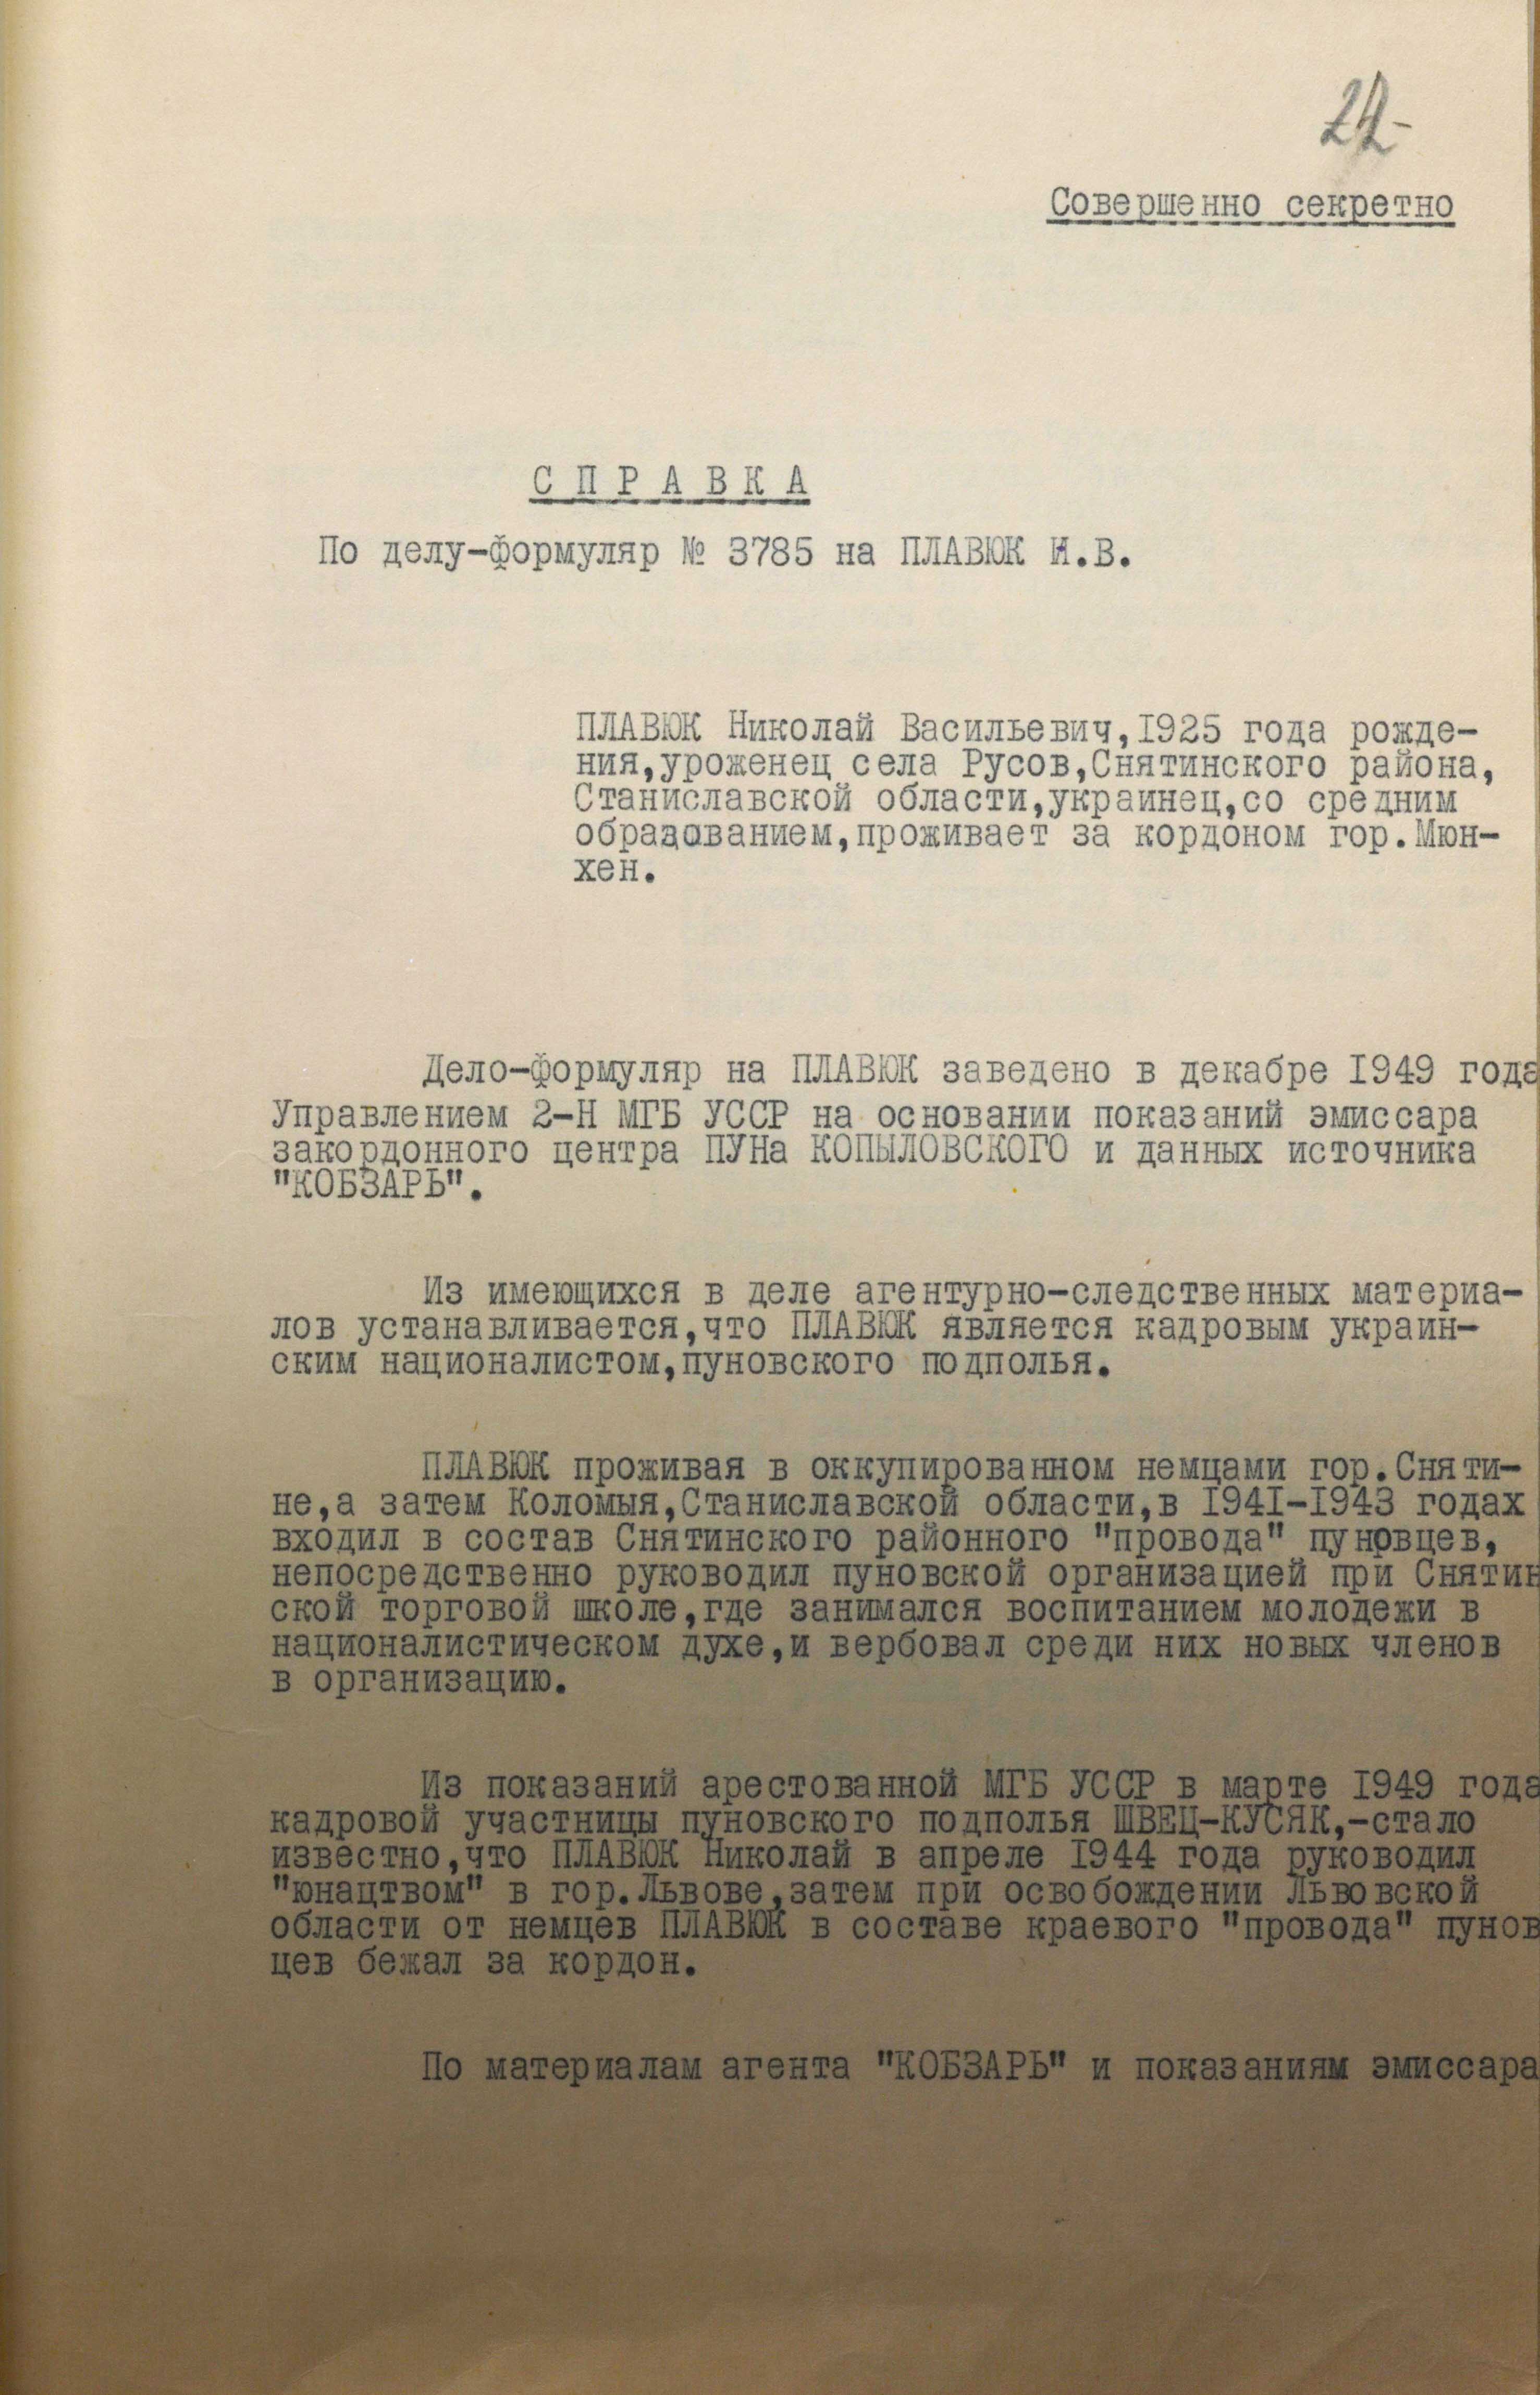 22-
Совершенно секретно
СПРАВКА
По делу-формуляр № 3785 на ПЛАВЮК Н.В.
ПЛАВЮК Николай Васильевич,1925 года рожде-
ния,уроженец села Русов,Снятинского района,
Станиславской области,украинец,со средним
образованием,проживает за кордоном гор.Мюн-
хен.
Дело-формуляр на ПЛАВЮК заведено в декабре 1949 года
Управлением 2-Н МГБ УССР на основании показаний эмиссара
закордонного центра ПУНа КОПЫЛОВСКОГО и данных источника
"КОБЗАРЬ".
Из имеющихся в деле агентурно-следственных материа-
лов устанавливается,что ПЛАВЮК является кадровым украин-
ским националистом,пуновского подполья.
ПЛАВЮК проживая в оккупированном немцами гор.Сняти-
не,а затем Коломыя,Станиславской области,в 1941-1943 годах
входил в состав Снятинского районного "провода" пуновцев,
непосредственно руководил пуновской организацией при Снятин
ской торговой школе,где занимался воспитанием молодежи в
националистическом духе,и вербовал среди них новых членов
в организацию.
Из показаний арестованной МГБ УССР в марте 1949 года
кадровой участницы пуновского подполья ШВЕЦ-КУСЯК,-стало
известно,что ПЛАВЮК Николай в апреле 1944 года руководил
"юнацтвом" в гор.Львове,затем при освобождении Львовской
области от немцев ПЛАВЮК в составе краевого "провода" пунов
цев бежал за кордон.
По материалам агента "КОБЗАРЬ" и показаниям эмиссара